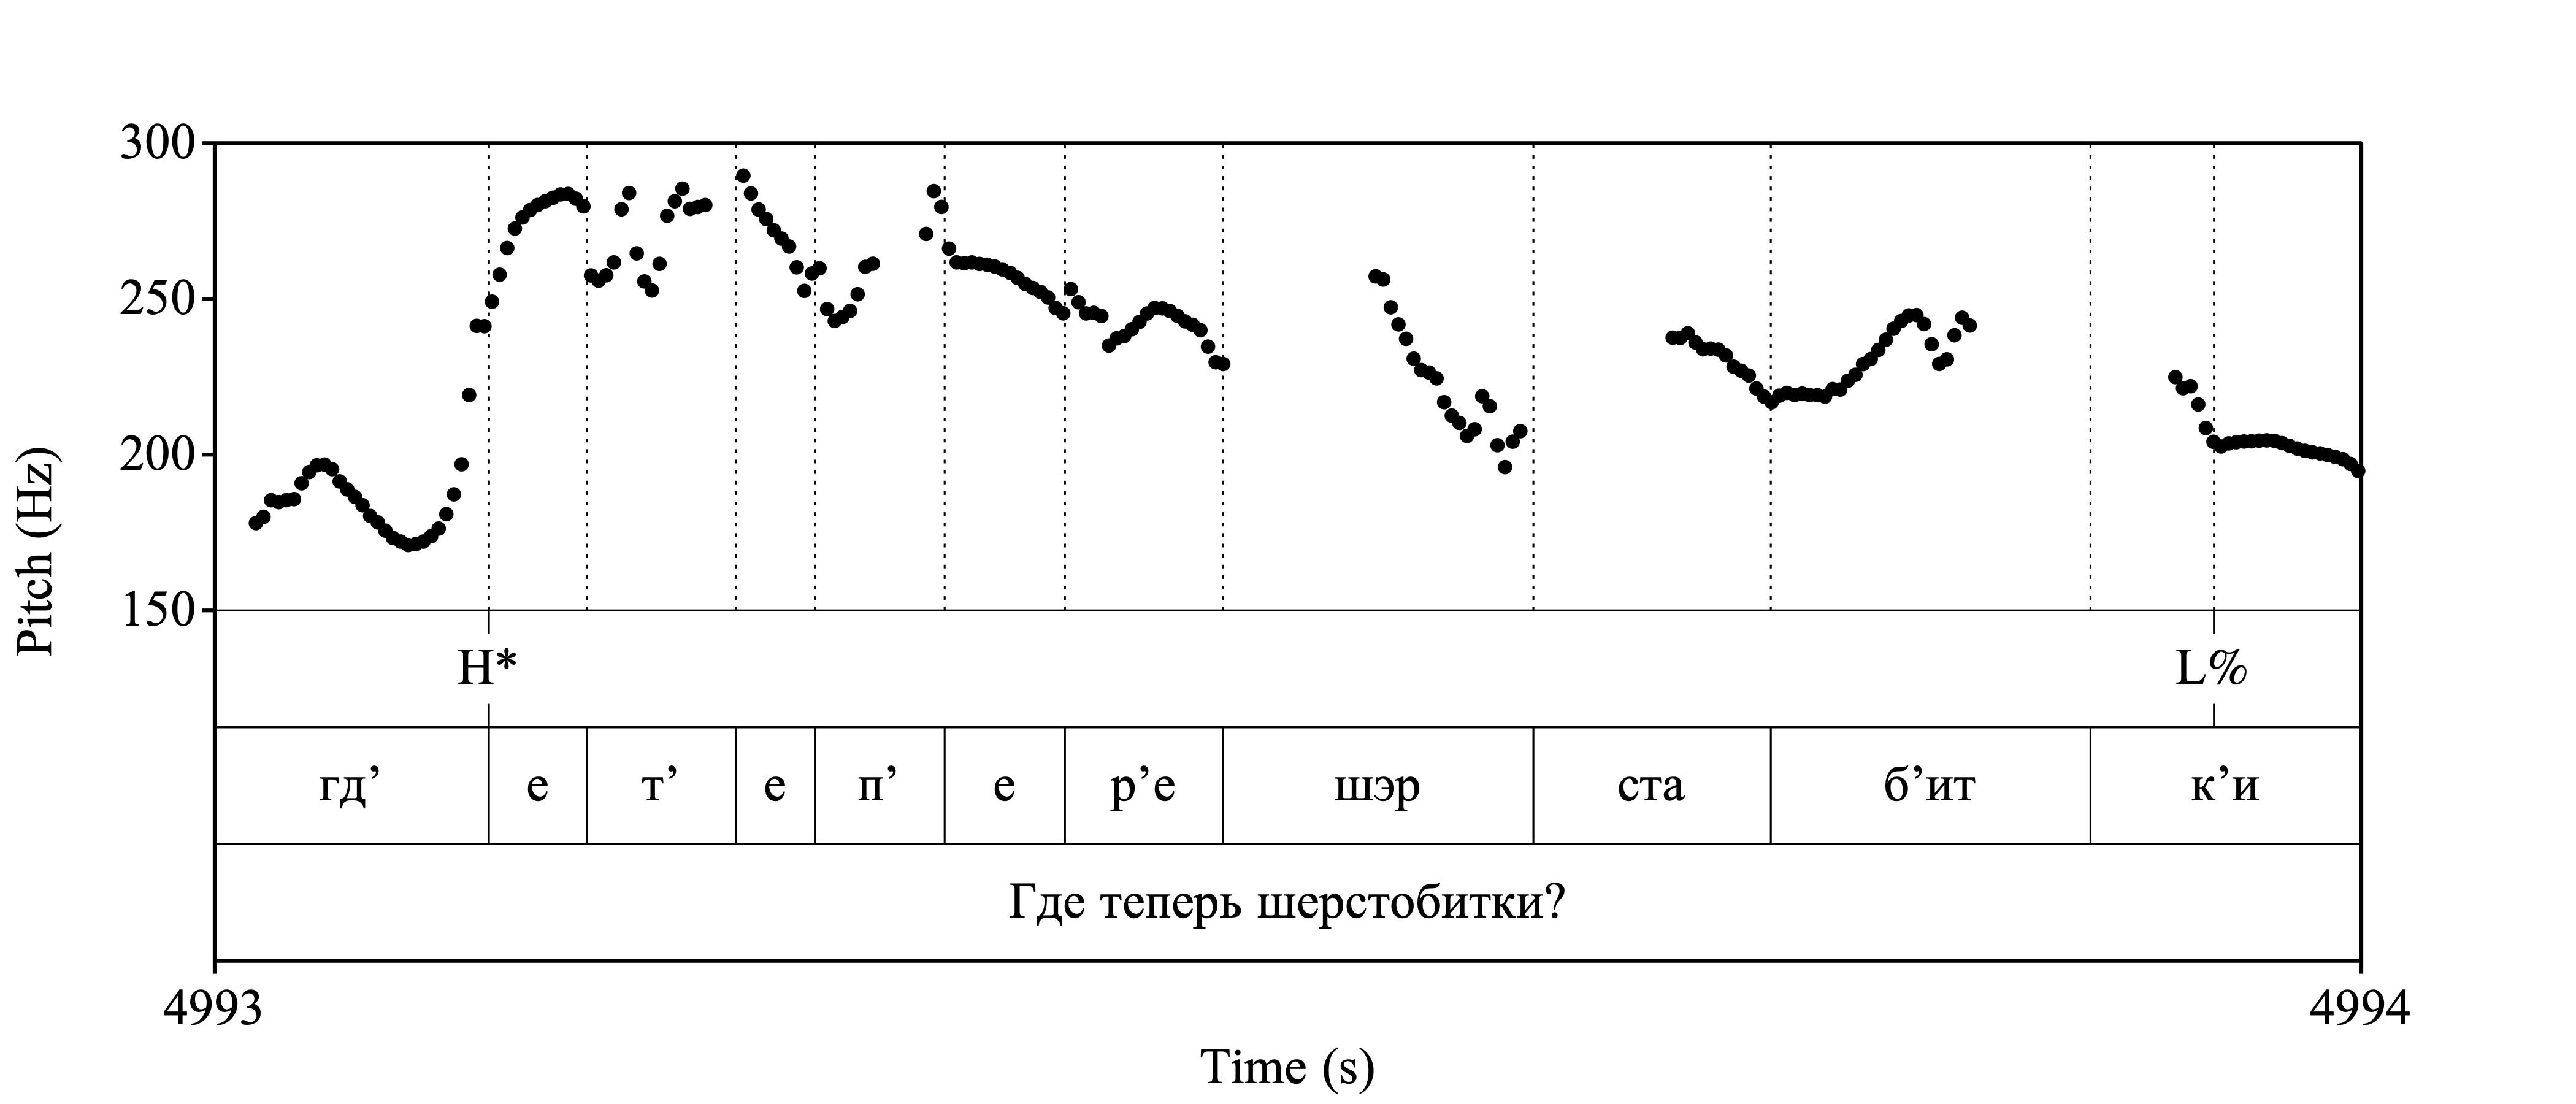 300
250
200
150
Pitch (Hz)
H* L%
гд’ е т’ е п’ е р’е шэр ста б’ит к’и
Где теперь шерстобитки?
4993 4994
Time (s)